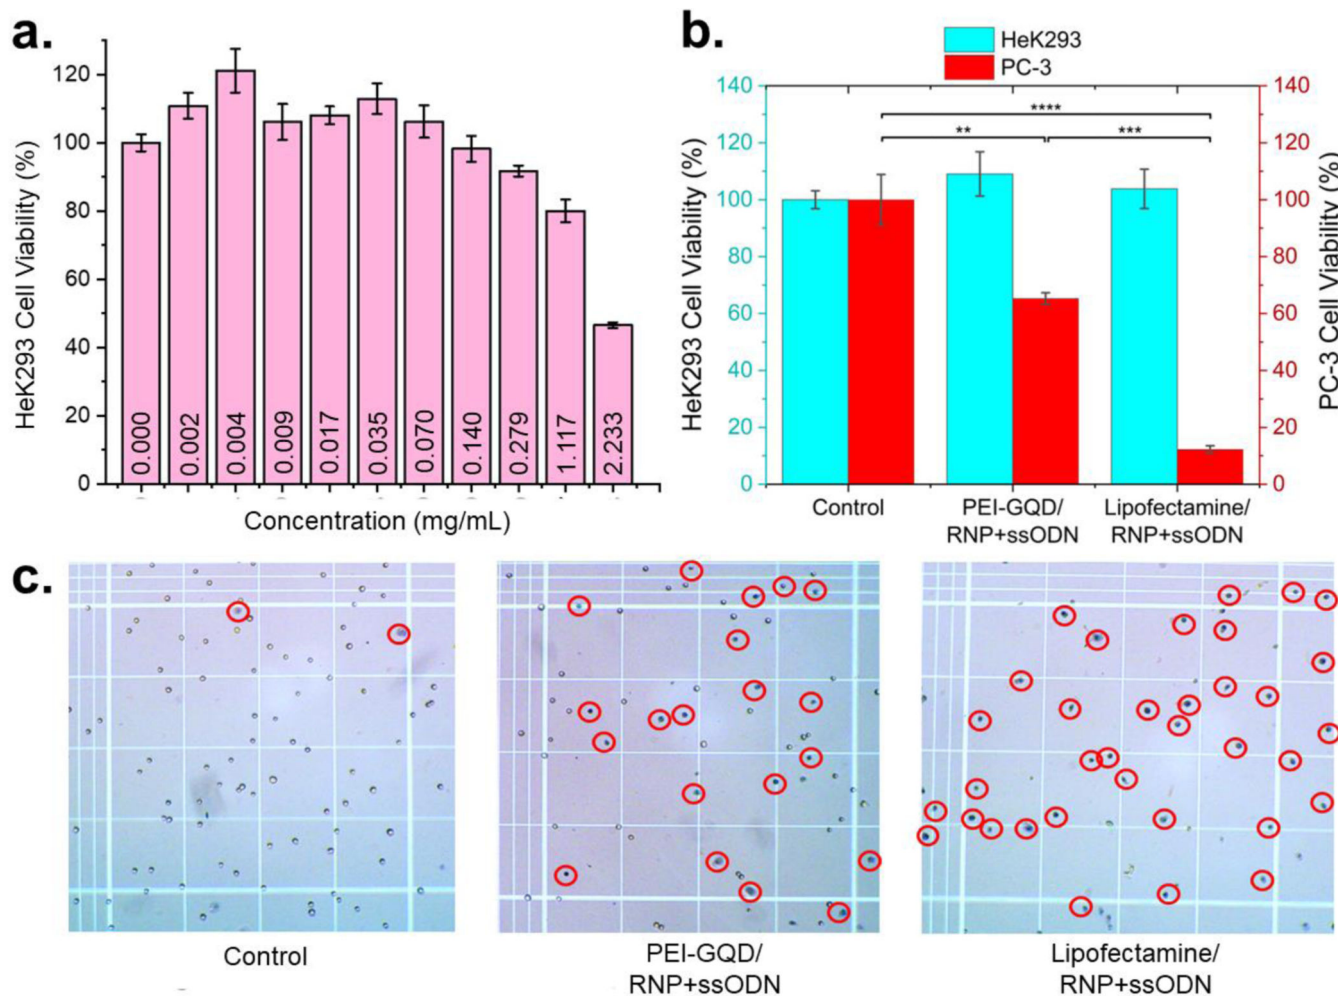 a.
HeK293 Cell Viability (%)
120
100
80
60
40
20
0
0.000
0.002
0.004
0.009
0.017
0.035
0.070
0.140
0.279
1.117
2.233
Concentration (mg/mL)
b.
HeK293
PC-3
HeK293 Cell Viability (%)
140
120
100
80
60
40
20
0
****
**
***
140
120
100
80
60
40
20
0
PC-3 Cell Viability (%)
Control
PEI-GQD/
RNP+ssODN
Lipofectamine/
RNP+ssODN
c.
Control
PEI-GQD/
RNP+ssODN
Lipofectamine/
RNP+ssODN